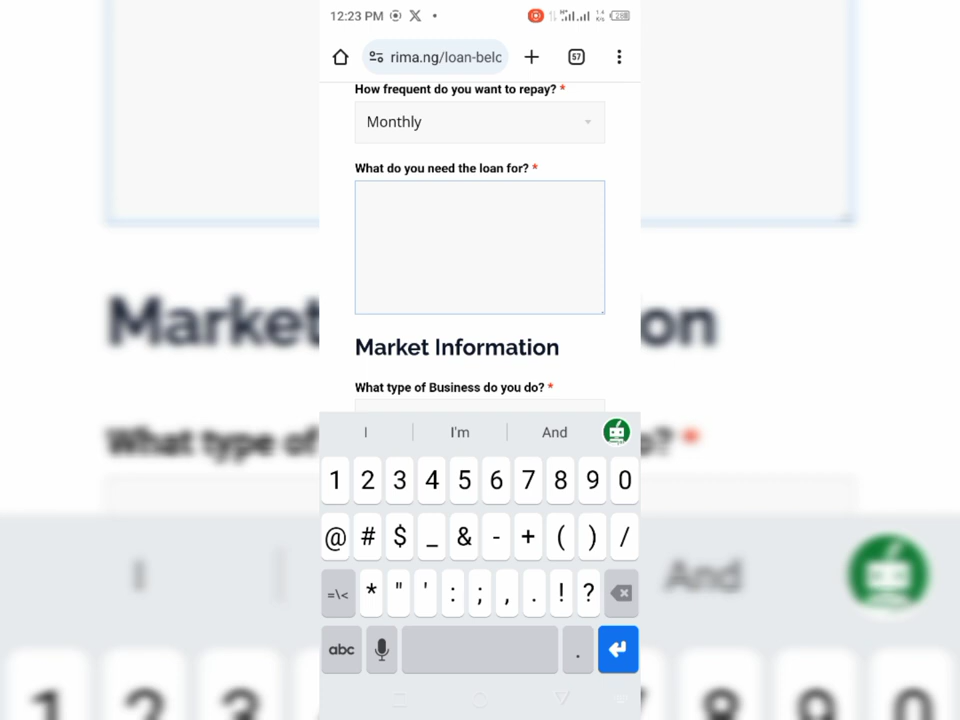 12:23 PM
57
rima.ng/loan-belc
How frequent do you want to repay? *
Monthly
What do you need the loan for? *
Market Information
What type of Business do you do? *
I I'm And
1 2 3 4 5 6 7 8 9 0
@ # $ _ & - + ( ) /
=\< * " ' : ; , . ! ?
abc .